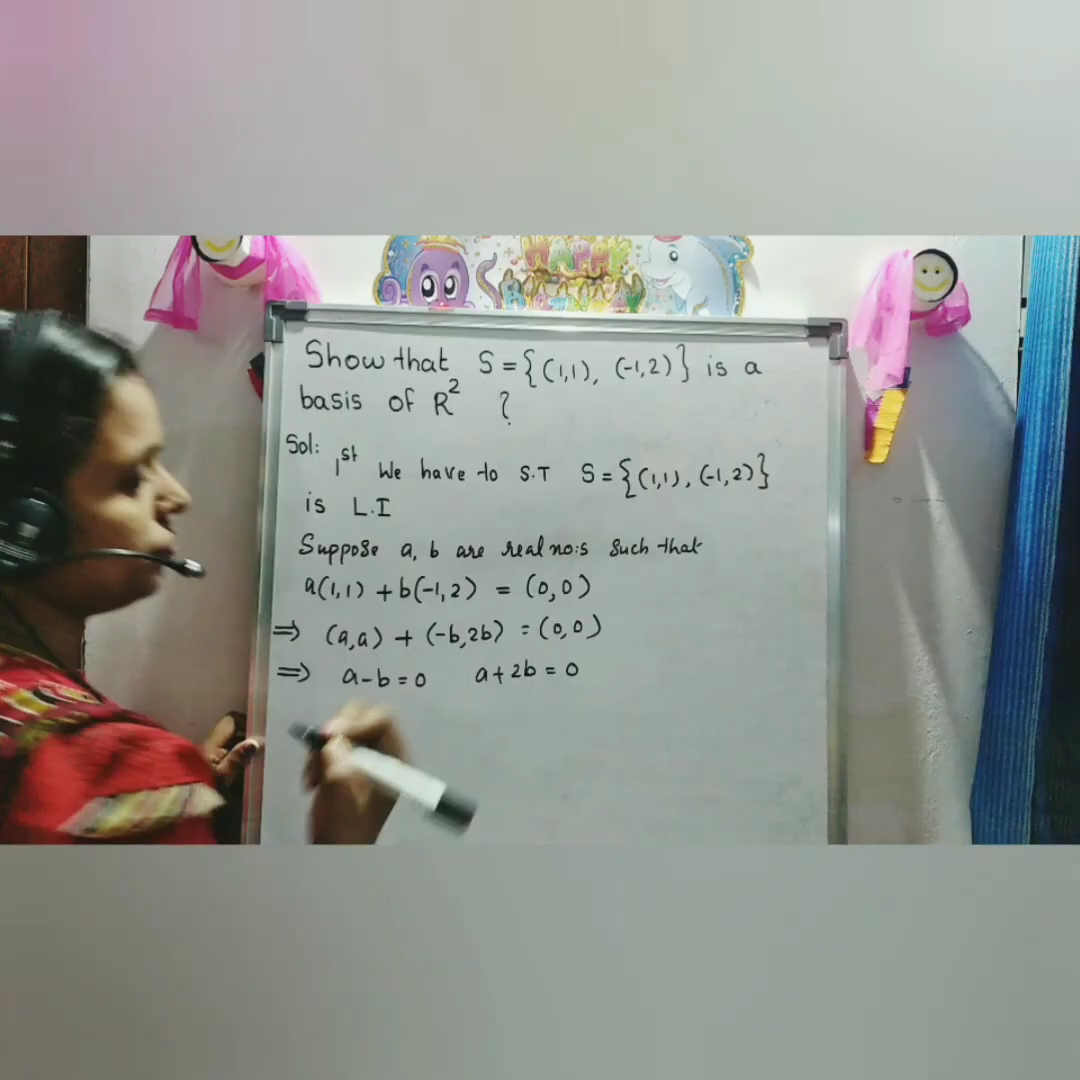 HAPPY
BIRTHDAY
Show that S = {(1,1), (-1,2)} is a
basis of R² ?
Sol:
1st We have to S.T S = {(1,1), (-1,2)}
is L.I
Suppose a, b are real no:s such that
a(1,1) + b(-1,2) = (0,0)
⇒ (a,a) + (-b,2b) = (0,0)
⇒ a-b = 0 a+2b = 0